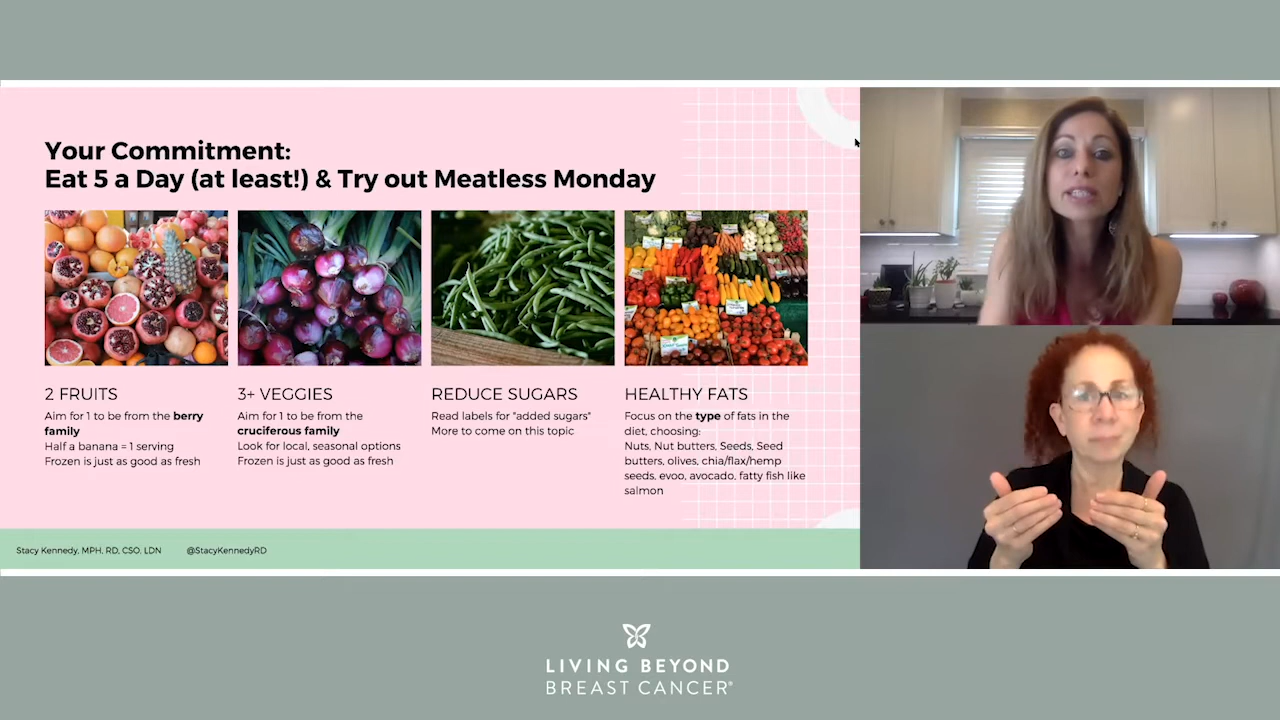 Your Commitment:
Eat 5 a Day (at least!) & Try out Meatless Monday
2 FRUITS
Aim for 1 to be from the berry
family
Half a banana = 1 serving
Frozen is just as good as fresh
3+ VEGGIES
Aim for 1 to be from the
cruciferous family
Look for local, seasonal options
Frozen is just as good as fresh
REDUCE SUGARS
Read labels for "added sugars"
More to come on this topic
HEALTHY FATS
Focus on the type of fats in the
diet, choosing:
Nuts, Nut butters, Seeds, Seed
butters, olives, chia/flax/hemp
seeds, evoo, avocado, fatty fish like
salmon
Stacy Kennedy, MPH, RD, CSO, LDN
@StacyKennedyRD
LIVING BEYOND
BREAST CANCER®